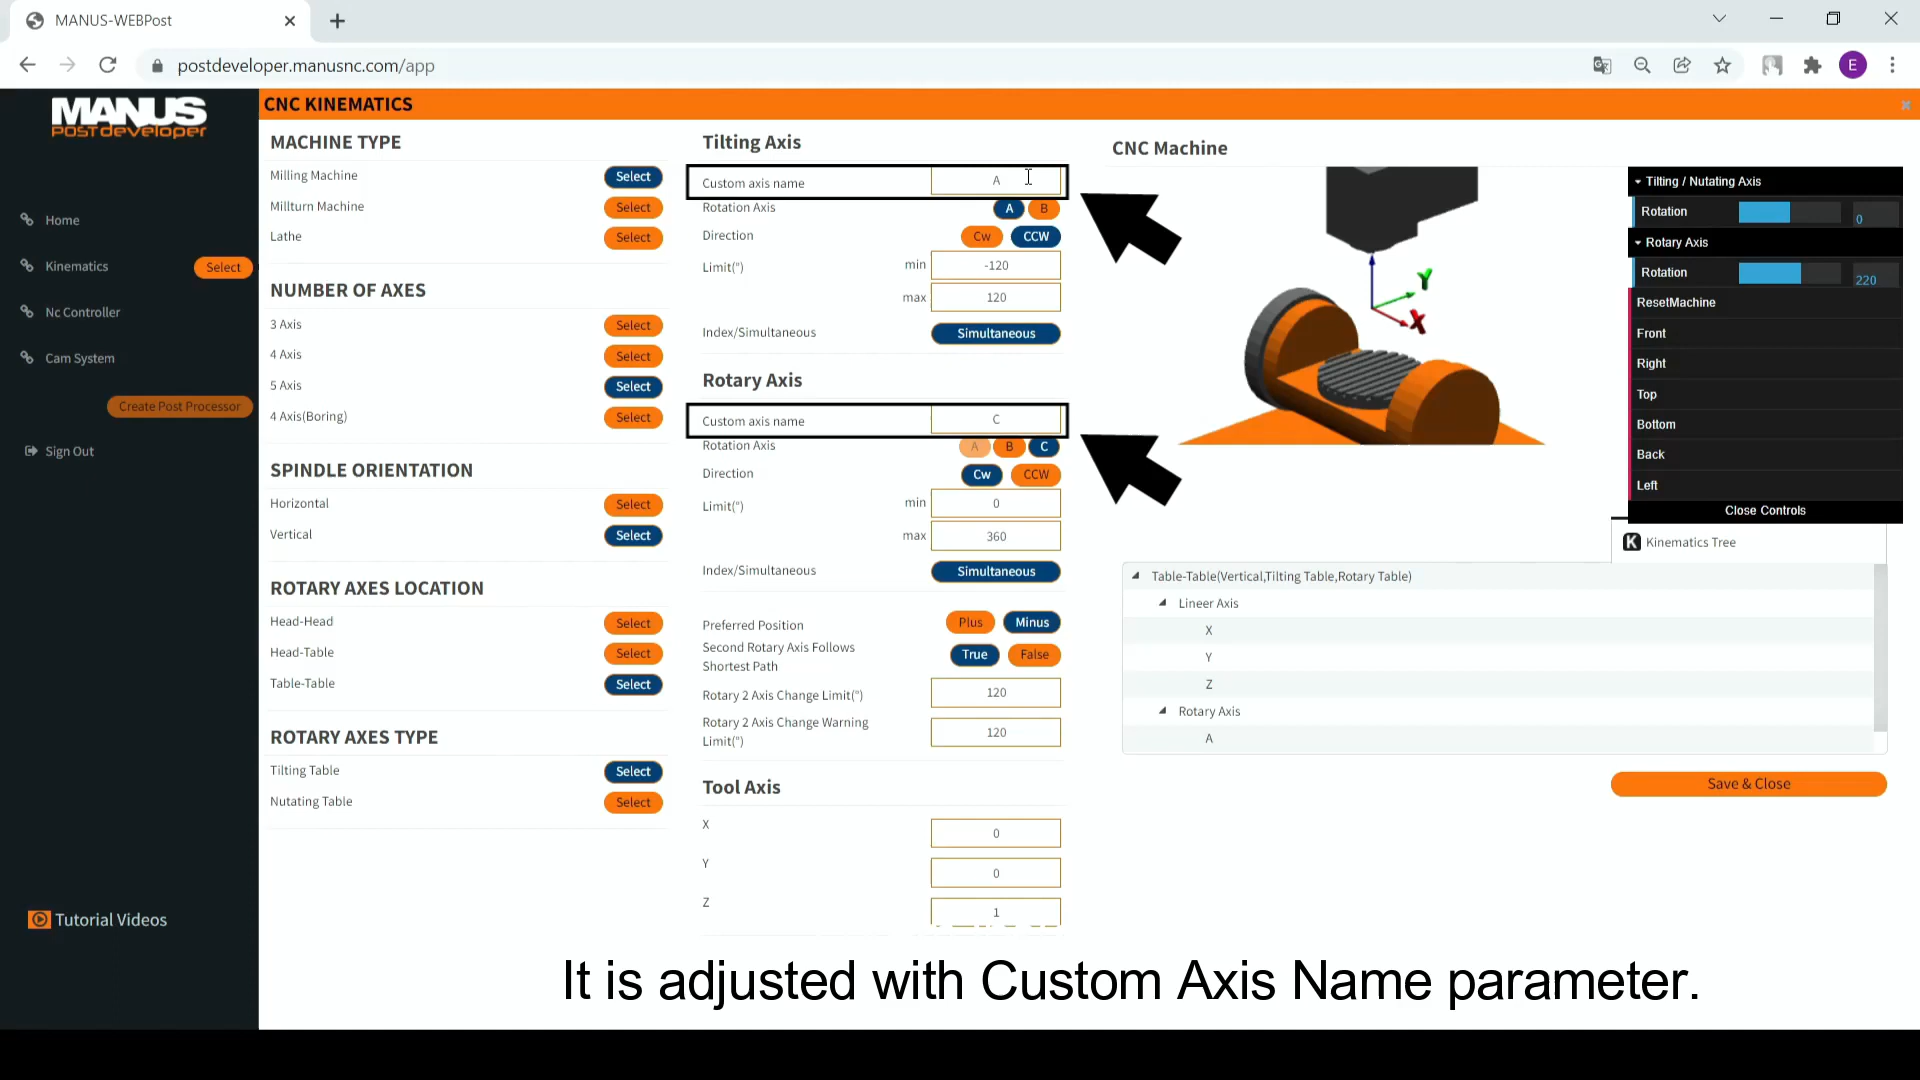 MANUS-WEBPost
postdeveloper.manusnc.com/app
E
MANUS
postdeveloper
Home
Kinematics
Select
Nc Controller
Cam System
Create Post Processor
Sign Out
Tutorial Videos
CNC KINEMATICS
MACHINE TYPE
Milling Machine Select
Millturn Machine Select
Lathe Select
NUMBER OF AXES
3 Axis Select
4 Axis Select
5 Axis Select
4 Axis(Boring) Select
SPINDLE ORIENTATION
Horizontal Select
Vertical Select
ROTARY AXES LOCATION
Head-Head Select
Head-Table Select
Table-Table Select
ROTARY AXES TYPE
Tilting Table Select
Nutating Table Select
Tilting Axis
Custom axis name A
Rotation Axis A B
Direction Cw CCW
Limit(°) min -120
max 120
Index/Simultaneous Simultaneous
Rotary Axis
Custom axis name C
Rotation Axis A B C
Direction Cw CCW
Limit(°) min 0
max 360
Index/Simultaneous Simultaneous
Preferred Position Plus Minus
Second Rotary Axis Follows
Shortest Path True False
Rotary 2 Axis Change Limit(°) 120
Rotary 2 Axis Change Warning
Limit(°) 120
Tool Axis
X 0
Y 0
Z 1
CNC Machine
Y
X
Tilting / Nutating Axis
Rotation 0
Rotary Axis
Rotation 220
ResetMachine
Front
Right
Top
Bottom
Back
Left
Close Controls
K Kinematics Tree
Table-Table(Vertical,Tilting Table,Rotary Table)
Lineer Axis
X
Y
Z
Rotary Axis
A
Save & Close
It is adjusted with Custom Axis Name parameter.